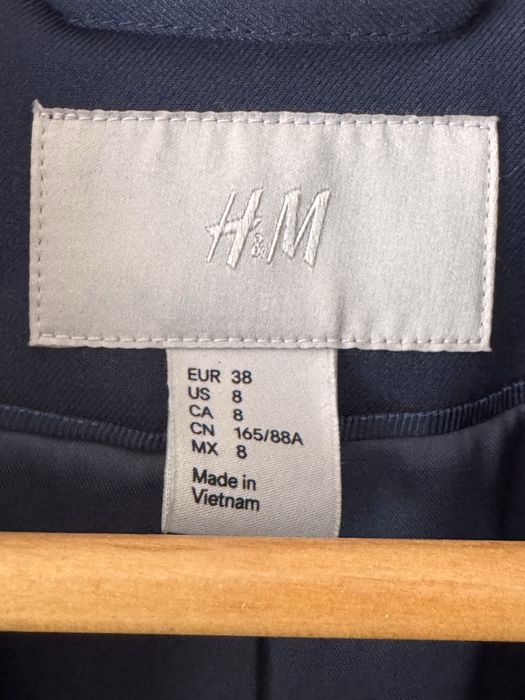 H&M
EUR 38
US 8
CA 8
CN 165/88A
MX 8
Made in
Vietnam